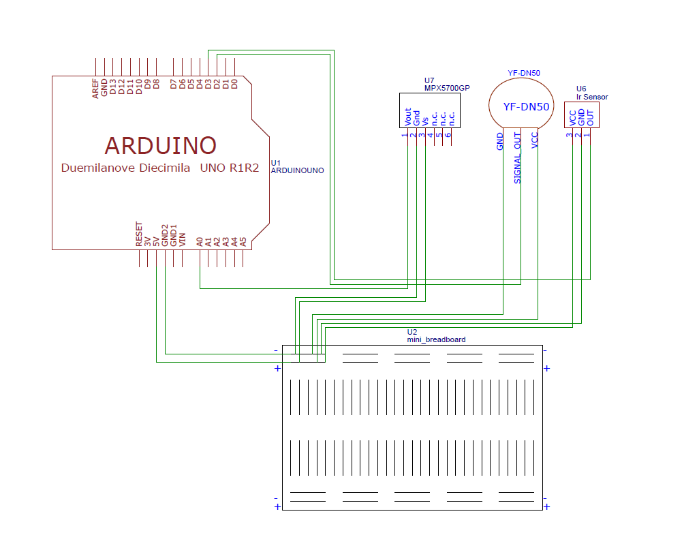 AREF
GND
D13
D12
D11
D10
D9
D8
D7
D6
D5
D4
D3
D2
D1
D0
ARDUINO
Duemilanove Diecimila UNO R1R2
U1
ARDUINOUNO
RESET
3V
5V
GND2
GND1
VIN
A0
A1
A2
A3
A4
A5
U7
MPX5700GP
Vout
Gnd
Vs
n.c.
n.c.
n.c.
1
2
3
4
5
6
YF-DN50
YF-DN50
GND
SIGNAL OUT
VCC
U6
Ir Sensor
VCC
GND
OUT
3
2
1
U2
mini_breadboard
-
-
+
+
-
-
+
+